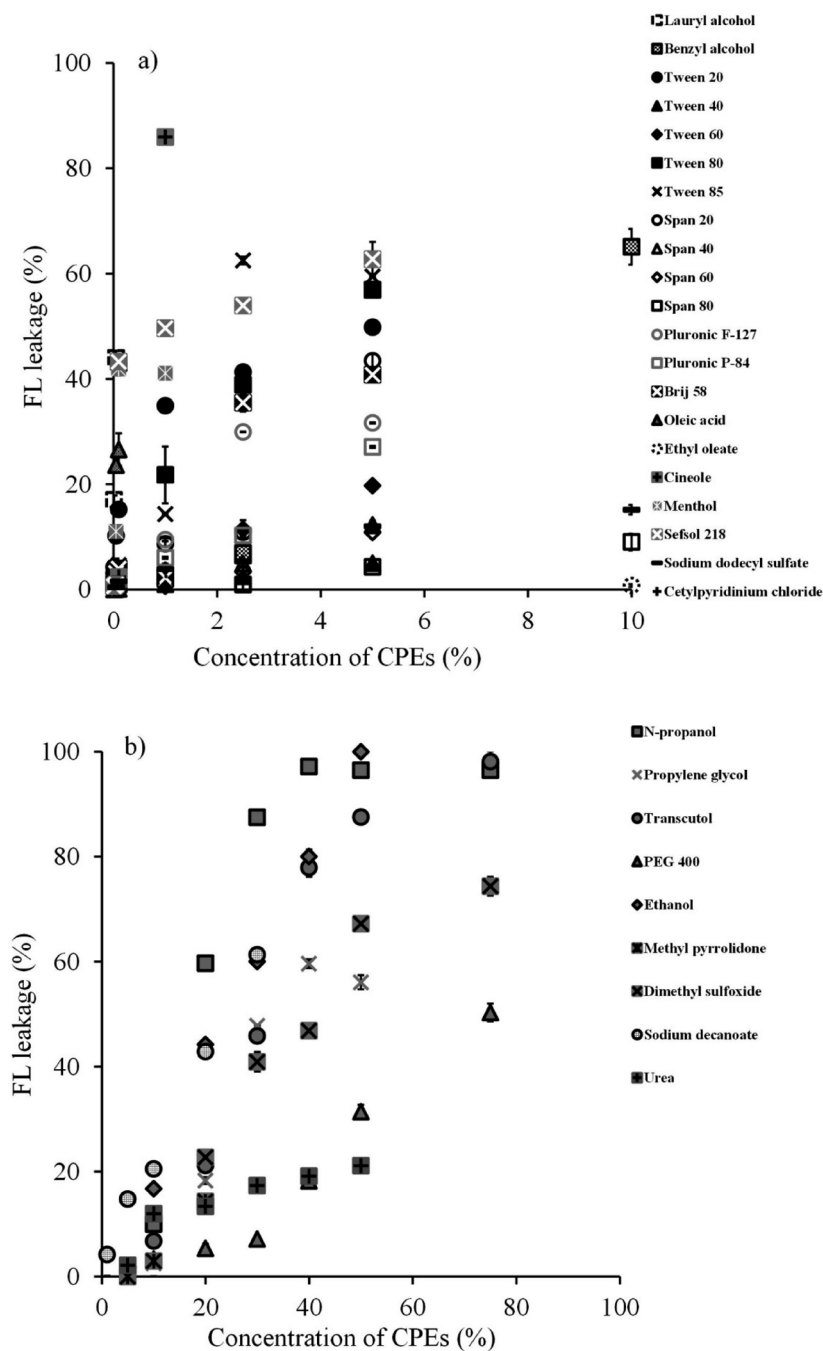 a)
100
80
60
40
20
0
FL leakage (%)
0 2 4 6 8 10
Concentration of CPEs (%)
Lauryl alcohol
Benzyl alcohol
Tween 20
Tween 40
Tween 60
Tween 80
Tween 85
Span 20
Span 40
Span 60
Span 80
Pluronic F-127
Pluronic P-84
Brij 58
Oleic acid
Ethyl oleate
Cineole
Menthol
Sefsol 218
Sodium dodecyl sulfate
Cetylpyridinium chloride
b)
100
80
60
40
20
0
FL leakage (%)
0 20 40 60 80 100
Concentration of CPEs (%)
N-propanol
Propylene glycol
Transcutol
PEG 400
Ethanol
Methyl pyrrolidone
Dimethyl sulfoxide
Sodium decanoate
Urea